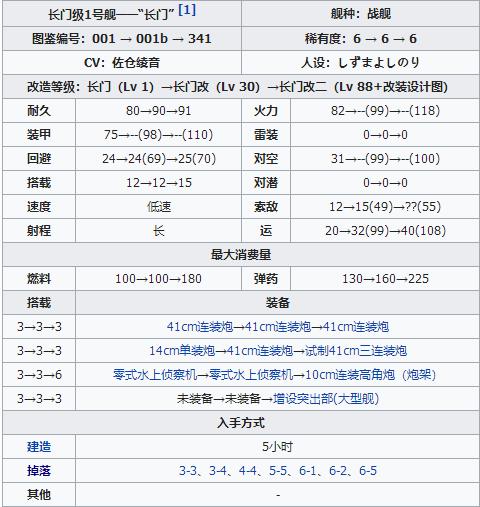 长门级1号舰——“长门” [1] 舰种：战舰
图鉴编号：001 → 001b → 341 稀有度：6 → 6 → 6
CV：佐仓绫音 人设：しずまよしのり
改造等级：长门（Lv 1）→长门改（Lv 30）→长门改二（Lv 88+改装设计图）
耐久 80→90→91 火力 82→--(99)→--(118)
装甲 75→--(98)→--(110) 雷装 0→0→0
回避 24→24(69)→25(70) 对空 31→--(99)→--(100)
搭载 12→12→15 对潜 0→0→0
速度 低速 索敌 12→15(49)→??(55)
射程 长 运 20→32(99)→40(108)
最大消费量
燃料 100→100→180 弹药 130→160→225
搭载 装备
3→3→3 41cm连装炮→41cm连装炮→41cm连装炮
3→3→3 14cm单装炮→41cm连装炮→试制41cm三连装炮
3→3→6 零式水上侦察机→零式水上侦察机→10cm连装高角炮（炮架）
3→3→3 未装备→未装备→增设突出部(大型舰)
入手方式
建造 5小时
掉落 3-3、3-4、4-4、5-5、6-1、6-2、6-5
其他 -